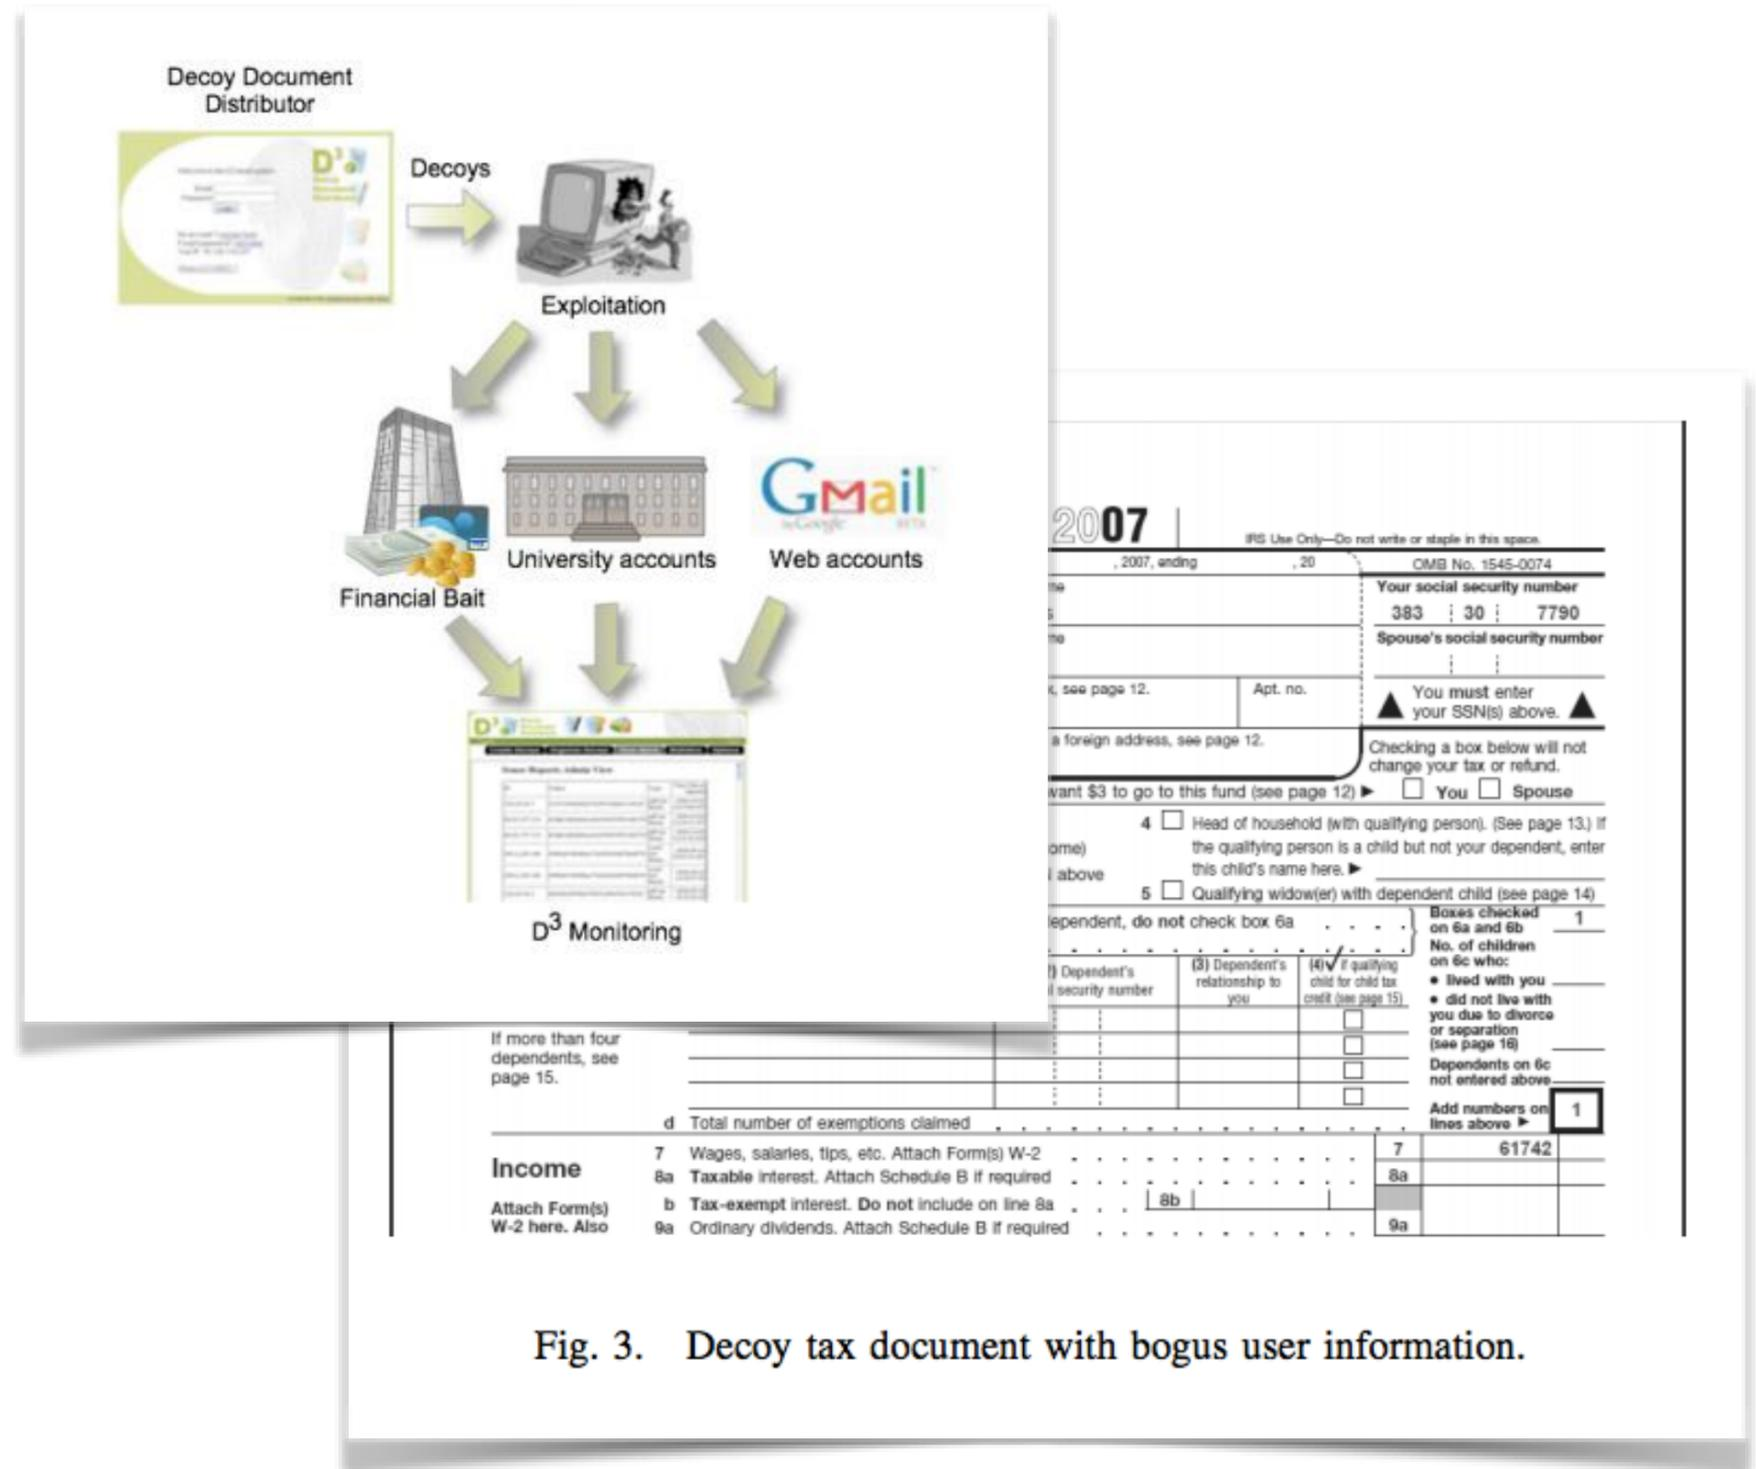 Decoy Document
Distributor
D³
Decoys
Exploitation
Gmail
by Google
BETA
University accounts
Web accounts
Financial Bait
D³
D³ Monitoring
2007
IRS Use Only—Do not write or staple in this space.
, 2007, ending , 20
OMB No. 1545-0074
Your social security number
383 30 7790
Spouse's social security number
, see page 12.
Apt. no.
You must enter
your SSN(s) above.
a foreign address, see page 12.
Checking a box below will not
change your tax or refund.
want $3 to go to this fund (see page 12) ▶ You Spouse
4 Head of household (with qualifying person). (See page 13.) If
the qualifying person is a child but not your dependent, enter
this child's name here. ▶
ome)
above
5 Qualifying widow(er) with dependent child (see page 14)
ependent, do not check box 6a . . . .
Boxes checked
on 6a and 6b 1
No. of children
on 6c who:
• lived with you
• did not live with
you due to divorce
or separation
(see page 16)
Dependents on 6c
not entered above
Add numbers on
lines above ▶ 1
) Dependent's
security number
(3) Dependent's
relationship to
you
(4) ✓ if qualifying
child for child tax
credit (see page 15)
If more than four
dependents, see
page 15.
d Total number of exemptions claimed
Income
Attach Form(s)
W-2 here. Also
7 Wages, salaries, tips, etc. Attach Form(s) W-2 7 61742
8a Taxable interest. Attach Schedule B if required 8a
b Tax-exempt interest. Do not include on line 8a 8b
9a Ordinary dividends. Attach Schedule B if required 9a
Fig. 3. Decoy tax document with bogus user information.